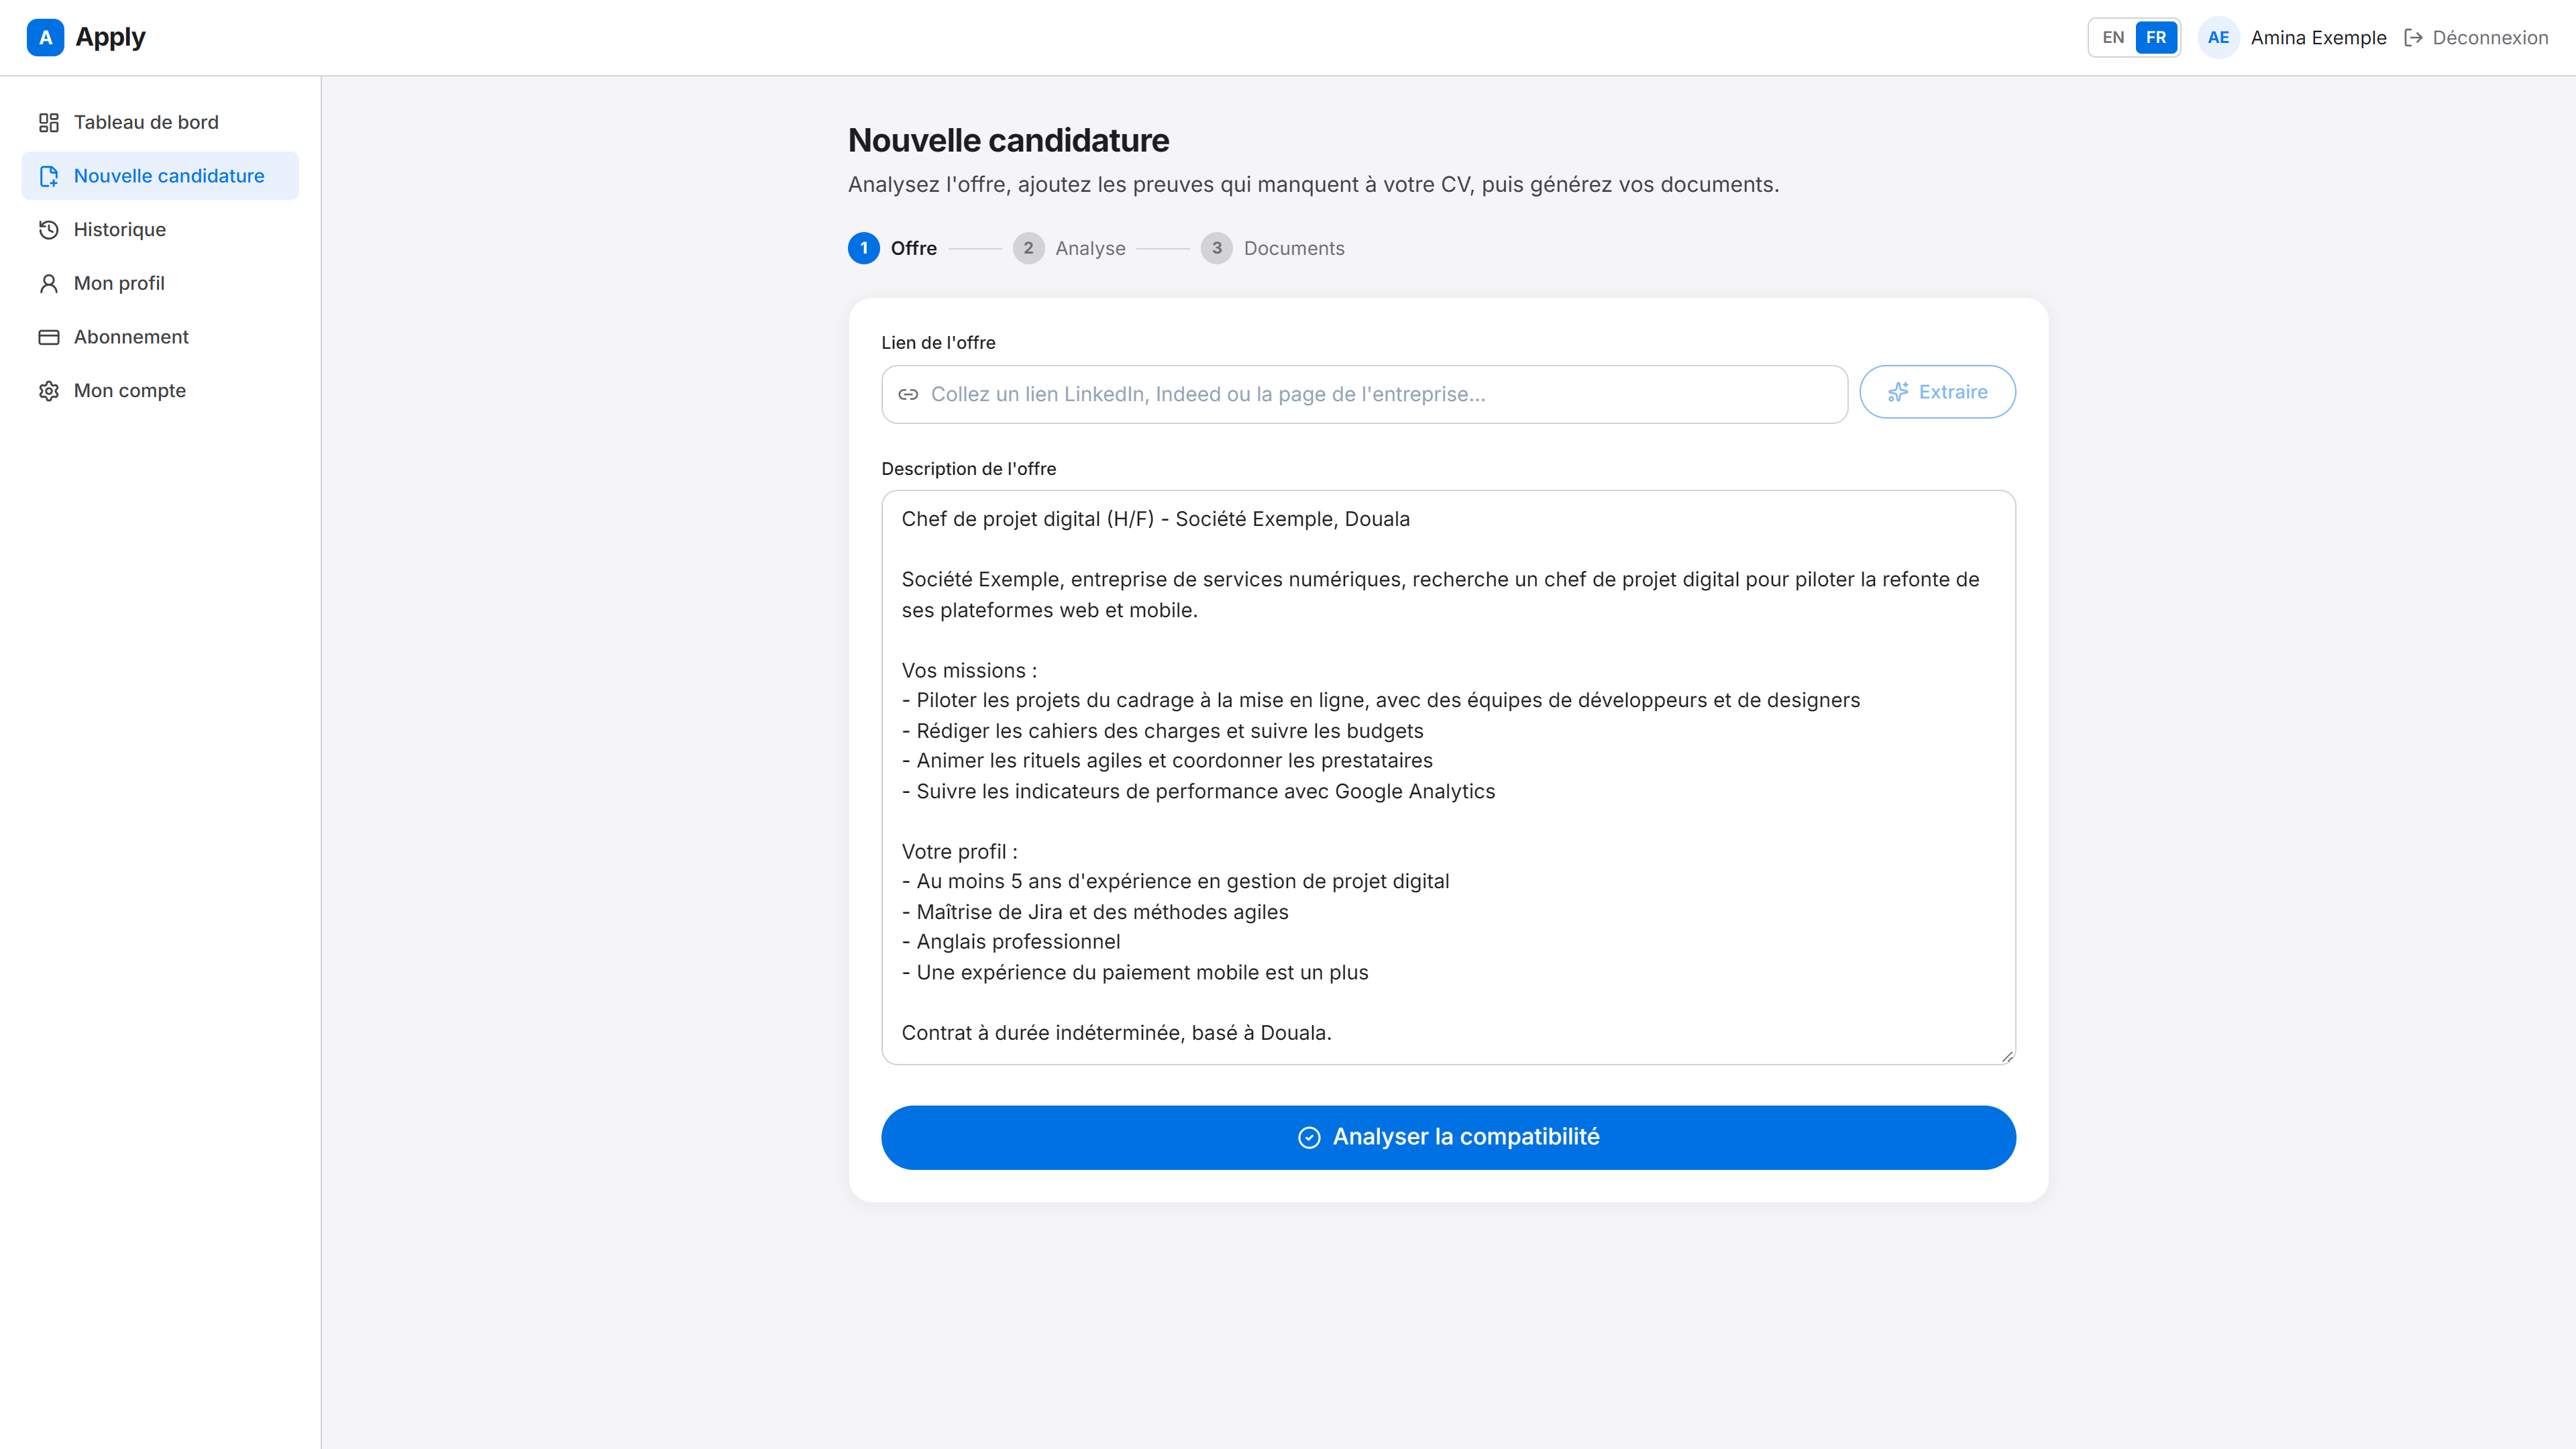 A Apply
EN FR AE Amina Exemple Déconnexion
Tableau de bord
Nouvelle candidature
Historique
Mon profil
Abonnement
Mon compte
Nouvelle candidature
Analysez l'offre, ajoutez les preuves qui manquent à votre CV, puis générez vos documents.
1 Offre 2 Analyse 3 Documents
Lien de l'offre
Collez un lien LinkedIn, Indeed ou la page de l'entreprise...
Extraire
Description de l'offre
Chef de projet digital (H/F) - Société Exemple, Douala
Société Exemple, entreprise de services numériques, recherche un chef de projet digital pour piloter la refonte de
ses plateformes web et mobile.
Vos missions :
- Piloter les projets du cadrage à la mise en ligne, avec des équipes de développeurs et de designers
- Rédiger les cahiers des charges et suivre les budgets
- Animer les rituels agiles et coordonner les prestataires
- Suivre les indicateurs de performance avec Google Analytics
Votre profil :
- Au moins 5 ans d'expérience en gestion de projet digital
- Maîtrise de Jira et des méthodes agiles
- Anglais professionnel
- Une expérience du paiement mobile est un plus
Contrat à durée indéterminée, basé à Douala.
Analyser la compatibilité